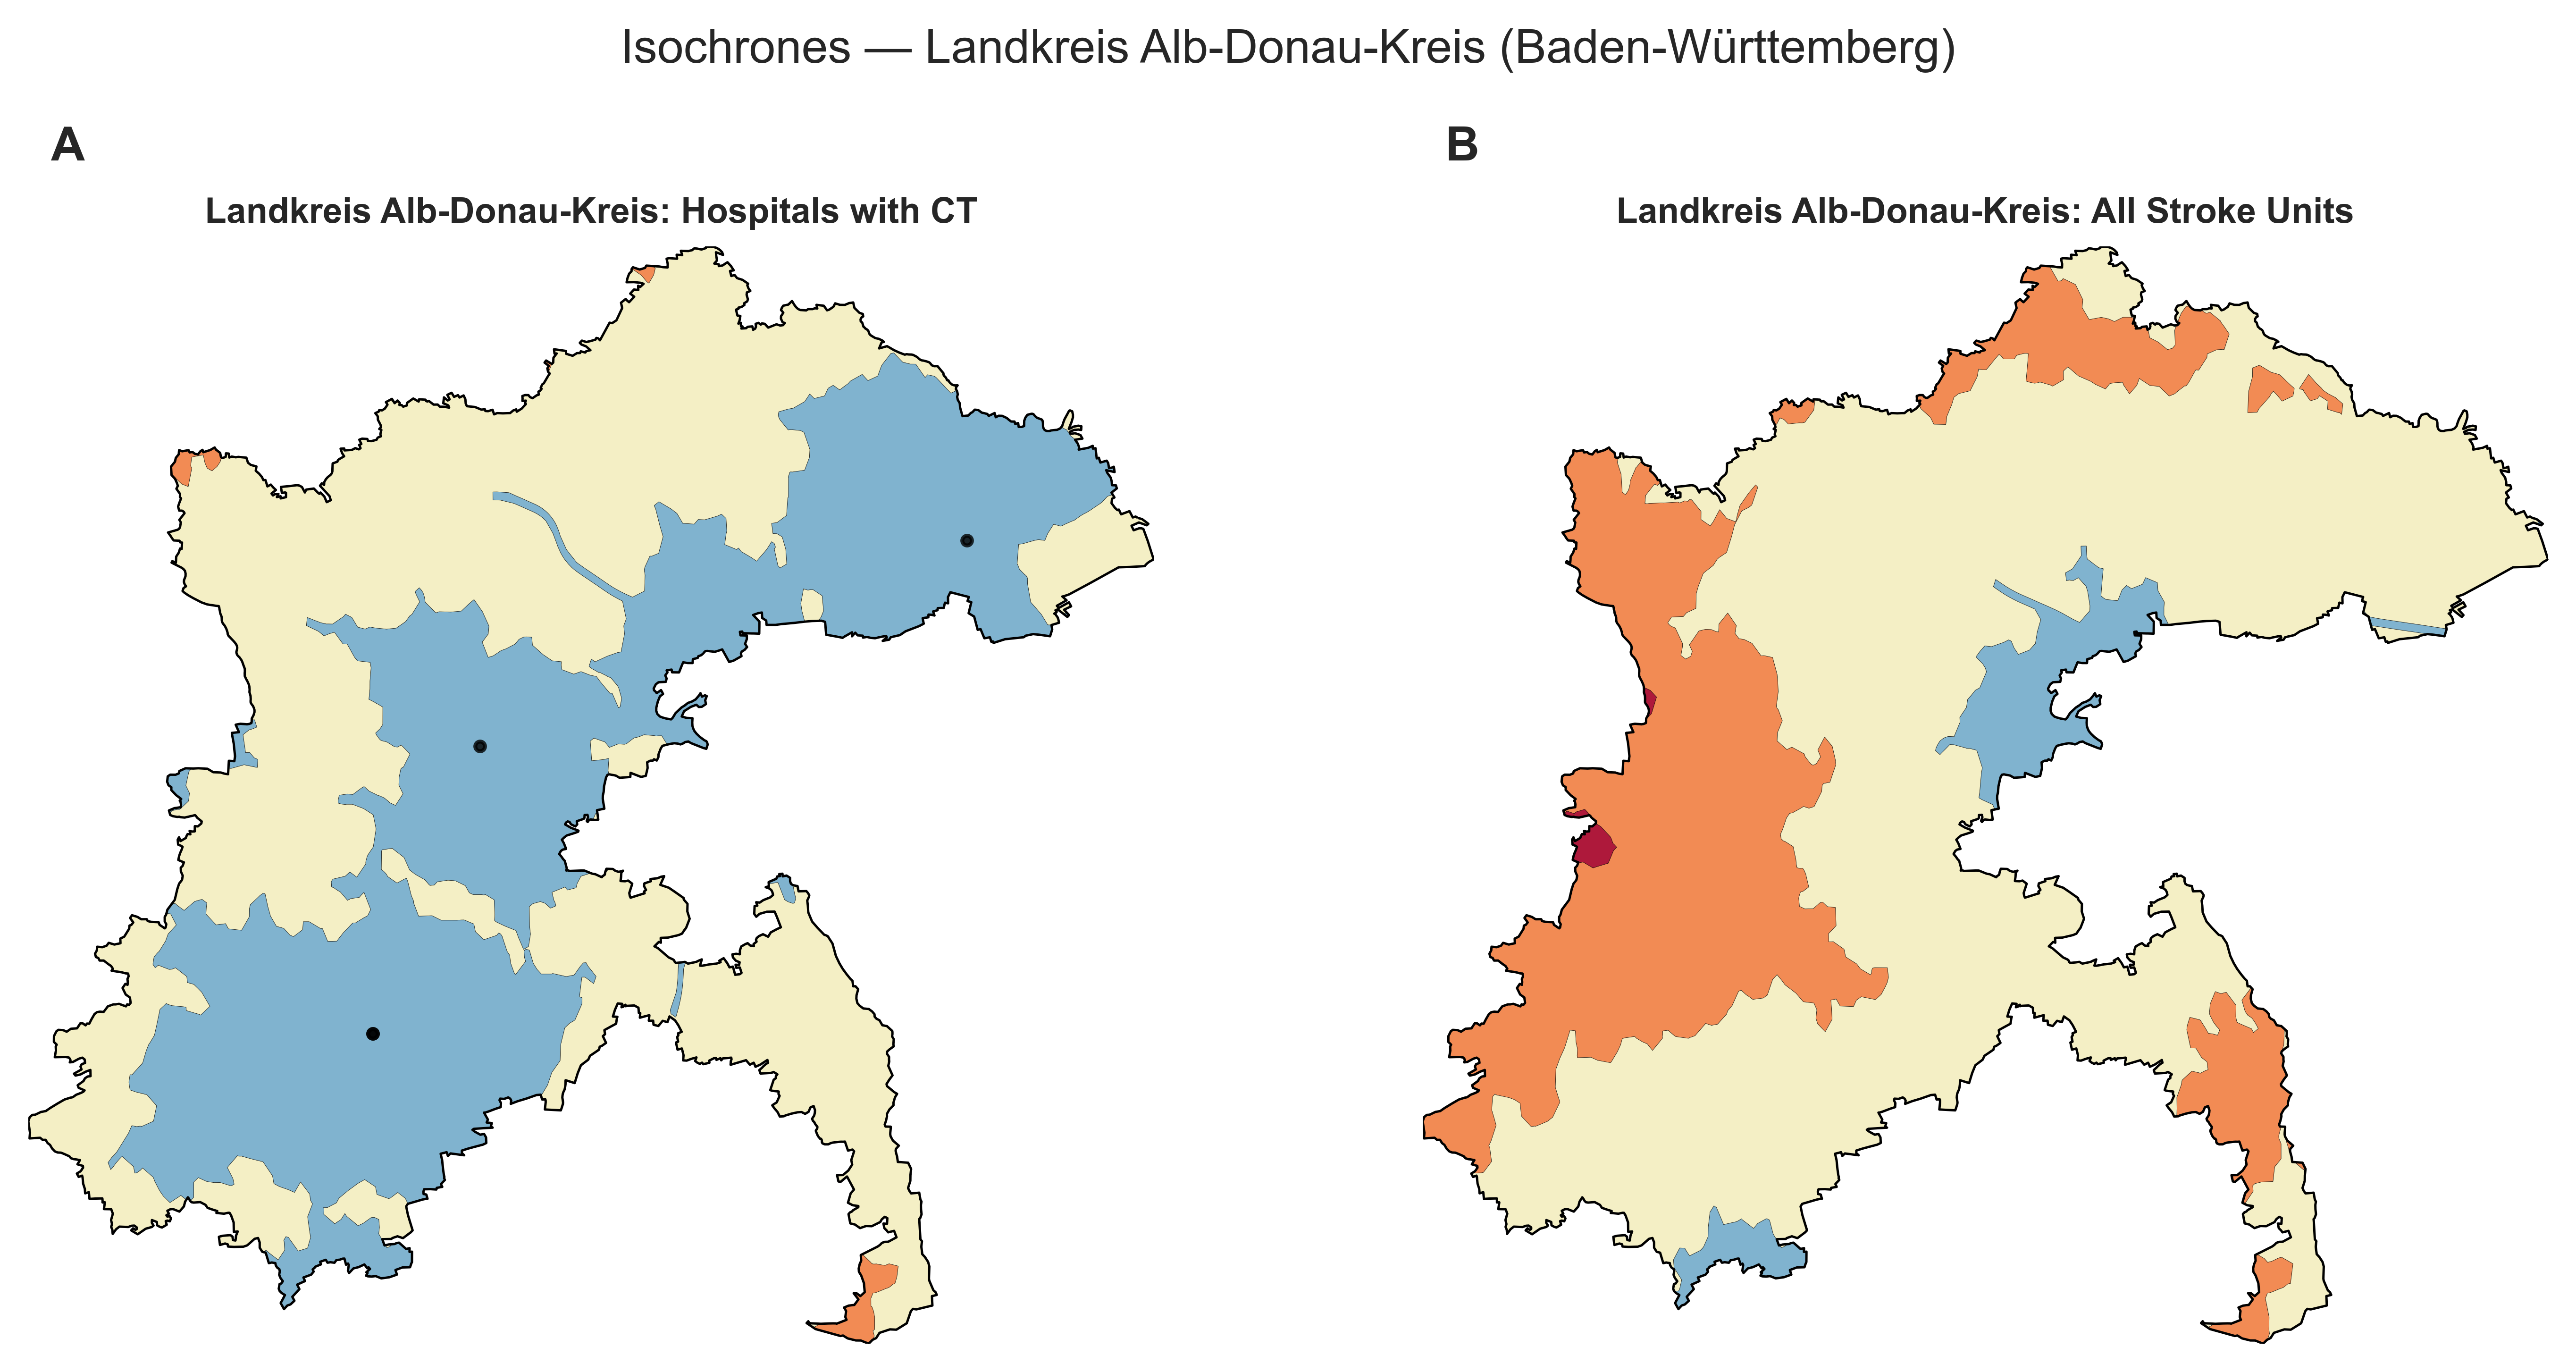 Isochrones — Landkreis Alb-Donau-Kreis (Baden-Württemberg)
A
B
Landkreis Alb-Donau-Kreis: Hospitals with CT
Landkreis Alb-Donau-Kreis: All Stroke Units